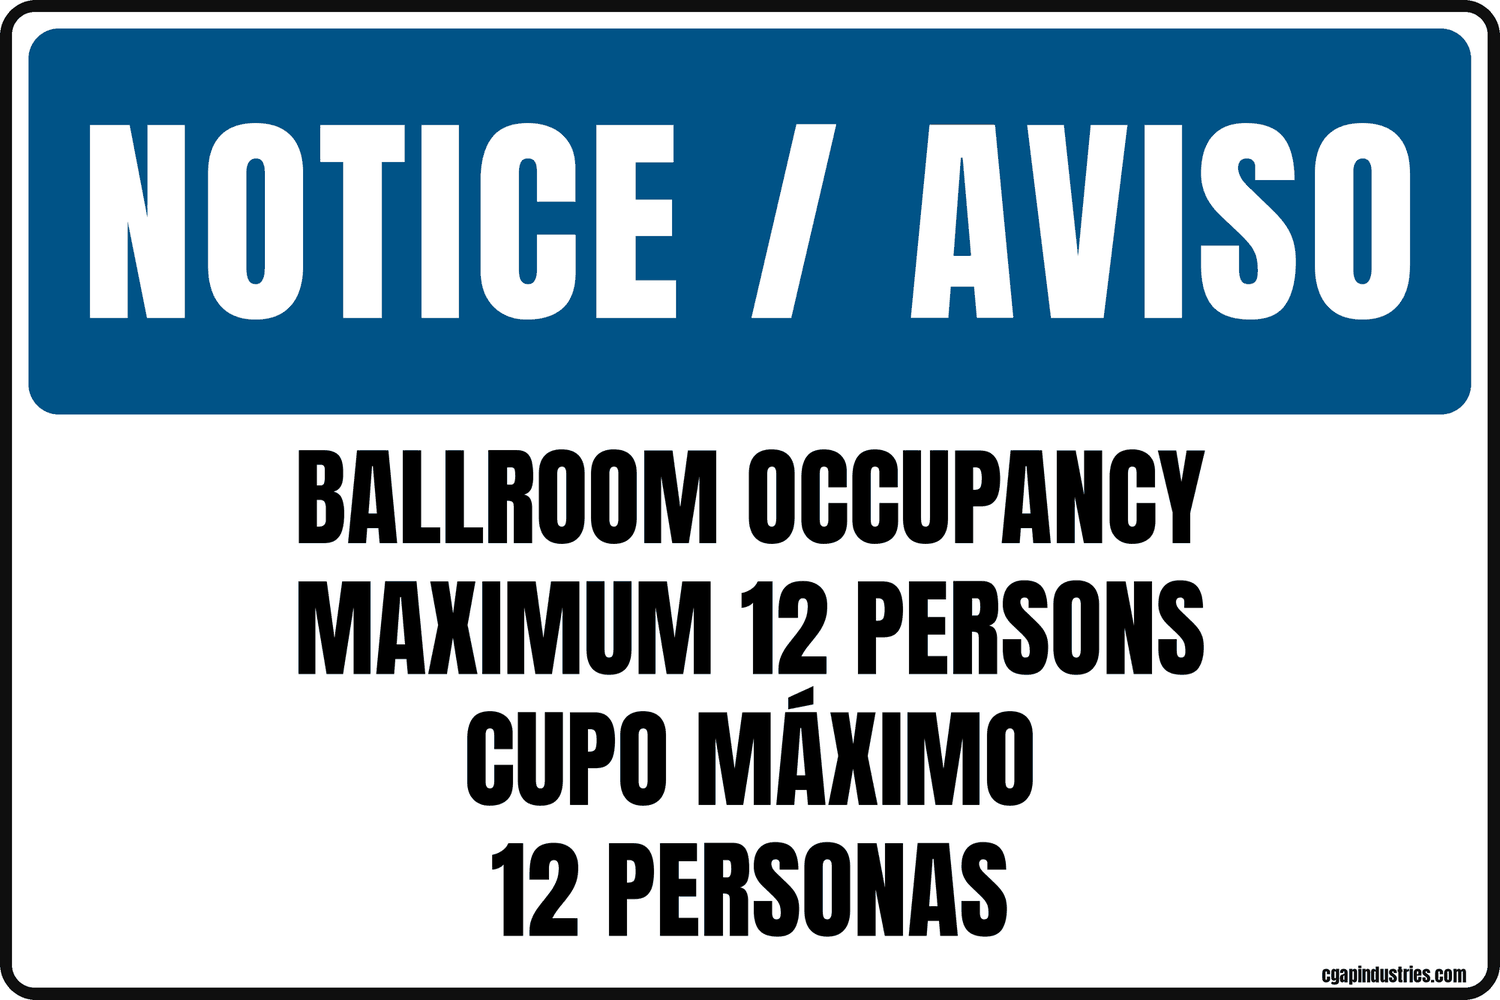 NOTICE / AVISO
BALLROOM OCCUPANCY
MAXIMUM 12 PERSONS
CUPO MÁXIMO
12 PERSONAS
cgapindustries.com